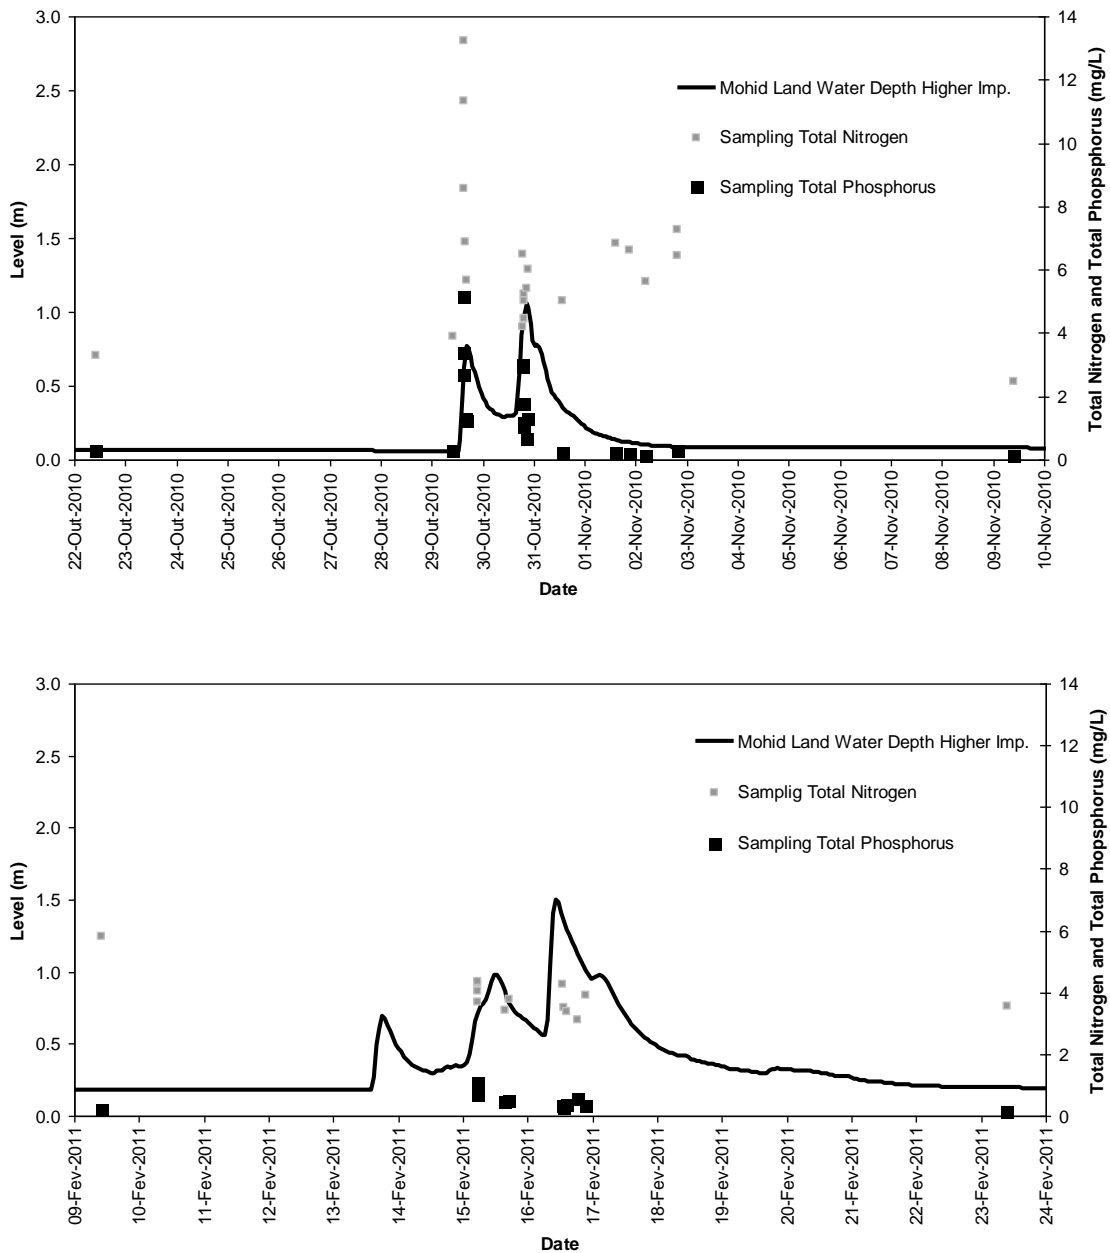 3.0
2.5
2.0
1.5
1.0
0.5
0.0
Level (m)
14
12
10
8
6
4
2
0
Total Nitrogen and Total Phopsphorus (mg/L)
Mohid Land Water Depth Higher Imp.
Sampling Total Nitrogen
Sampling Total Phosphorus
22-Out-2010
23-Out-2010
24-Out-2010
25-Out-2010
26-Out-2010
27-Out-2010
28-Out-2010
29-Out-2010
30-Out-2010
31-Out-2010
01-Nov-2010
02-Nov-2010
03-Nov-2010
04-Nov-2010
05-Nov-2010
06-Nov-2010
07-Nov-2010
08-Nov-2010
09-Nov-2010
10-Nov-2010
Date
3.0
2.5
2.0
1.5
1.0
0.5
0.0
Level (m)
14
12
10
8
6
4
2
0
Total Nitrogen and Total Phopsphorus (mg/L)
Mohid Land Water Depth Higher Imp.
Samplig Total Nitrogen
Sampling Total Phosphorus
09-Fev-2011
10-Fev-2011
11-Fev-2011
12-Fev-2011
13-Fev-2011
14-Fev-2011
15-Fev-2011
16-Fev-2011
17-Fev-2011
18-Fev-2011
19-Fev-2011
20-Fev-2011
21-Fev-2011
22-Fev-2011
23-Fev-2011
24-Fev-2011
Date